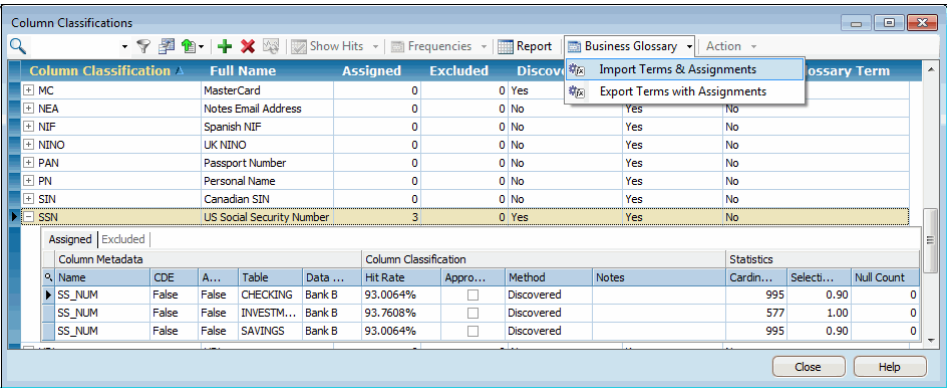 Column Classifications
Show Hits Frequencies Report Business Glossary Action
Import Terms & Assignments
Export Terms with Assignments
Column Classification Full Name Assigned Excluded Discov ossary Term
MC MasterCard 0 0 Yes
NEA Notes Email Address 0 0 No Yes No
NIF Spanish NIF 0 0 No Yes No
NINO UK NINO 0 0 No Yes No
PAN Passport Number 0 0 No Yes No
PN Personal Name 0 0 No Yes No
SIN Canadian SIN 0 0 No Yes No
SSN US Social Security Number 3 0 Yes Yes No
Assigned Excluded
Column Metadata Column Classification Statistics
Name CDE A... Table Data ... Hit Rate Appro... Method Notes Cardin... Selecti... Null Count
SS_NUM False False CHECKING Bank B 93.0064% Discovered 995 0.90 0
SS_NUM False False INVESTM... Bank B 93.7608% Discovered 577 1.00 0
SS_NUM False False SAVINGS Bank B 93.0064% Discovered 995 0.90 0
Close Help